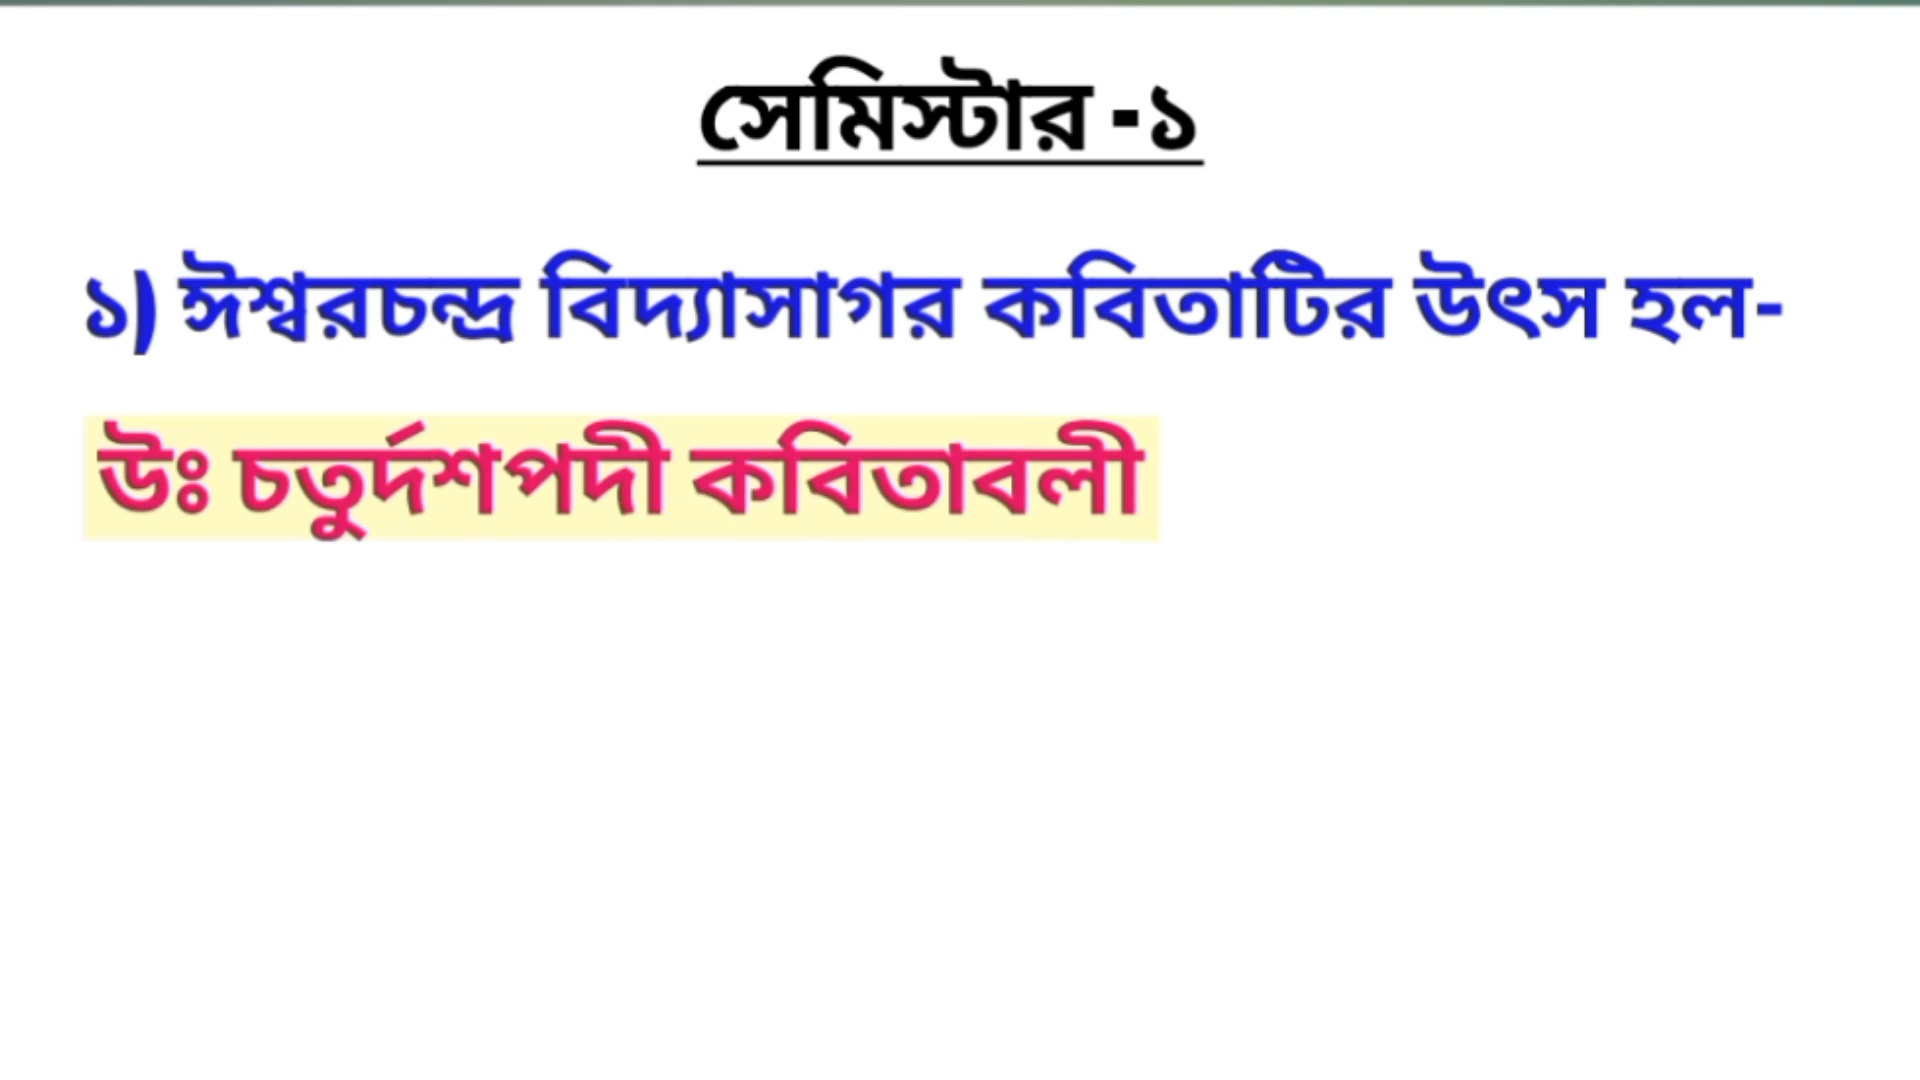 সেমিস্টার -১
১) ঈশ্বরচন্দ্র বিদ্যাসাগর কবিতাটির উৎস হল-
উঃ চতুর্দশপদী কবিতাবলী